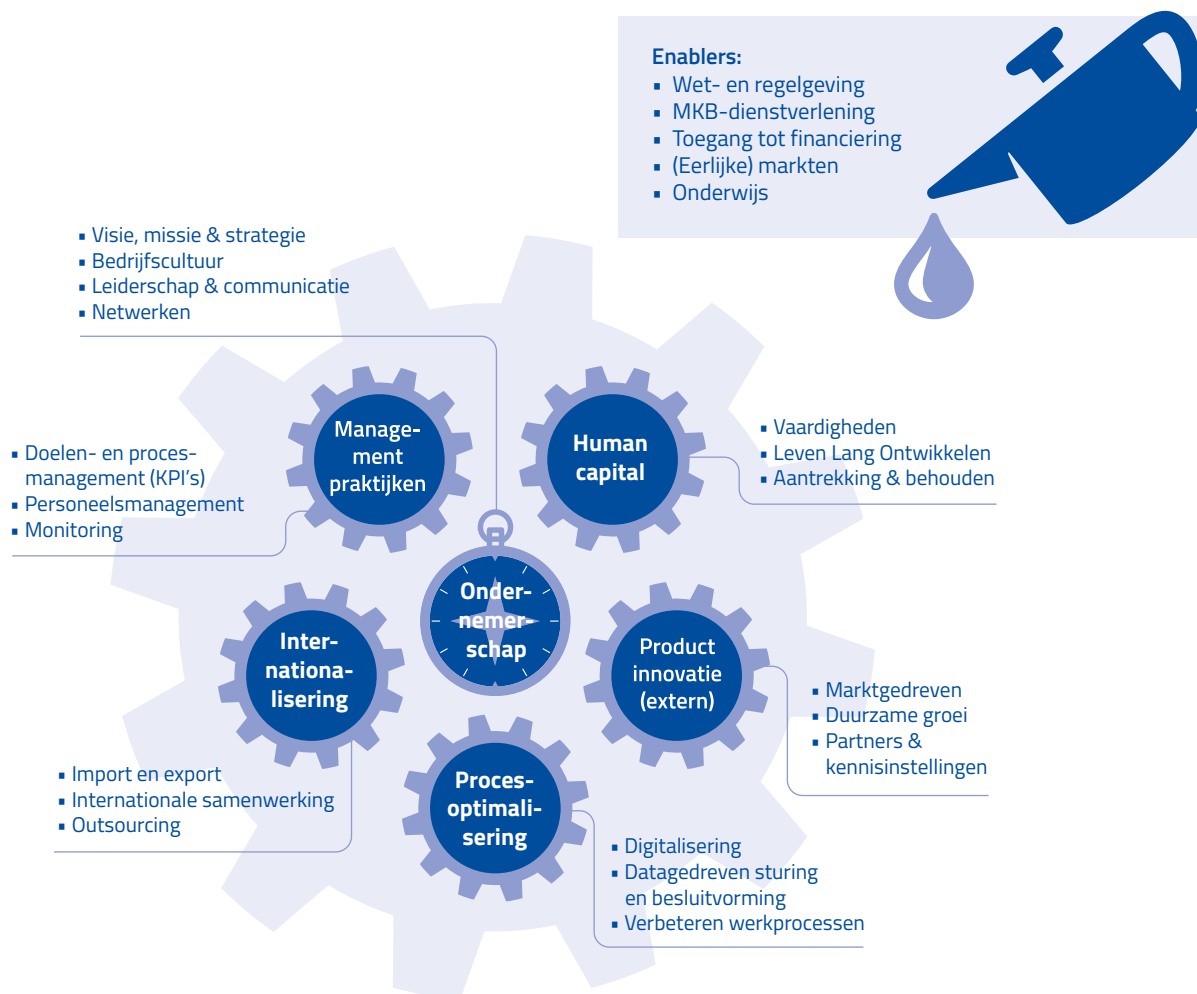 Enablers:
▪ Wet- en regelgeving
▪ MKB-dienstverlening
▪ Toegang tot financiering
▪ (Eerlijke) markten
▪ Onderwijs
▪ Visie, missie & strategie
▪ Bedrijfscultuur
▪ Leiderschap & communicatie
▪ Netwerken
Manage-
ment
praktijken
▪ Doelen- en proces-
management (KPI's)
▪ Personeelsmanagement
▪ Monitoring
Human
capital
▪ Vaardigheden
▪ Leven Lang Ontwikkelen
▪ Aantrekking & behouden
Onder-
nemer-
schap
Inter-
nationa-
lisering
▪ Import en export
▪ Internationale samenwerking
▪ Outsourcing
Product
innovatie
(extern)
▪ Marktgedreven
▪ Duurzame groei
▪ Partners &
kennisinstellingen
Proces-
optimali-
sering
▪ Digitalisering
▪ Datagedreven sturing
en besluitvorming
▪ Verbeteren werkprocessen